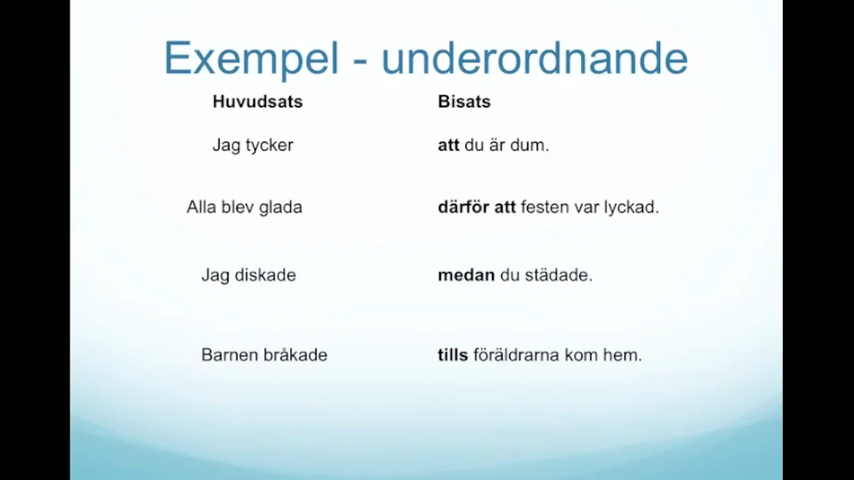 Exempel - underordnande
Huvudsats Bisats
Jag tycker att du är dum.
Alla blev glada därför att festen var lyckad.
Jag diskade medan du städade.
Barnen bråkade tills föräldrarna kom hem.